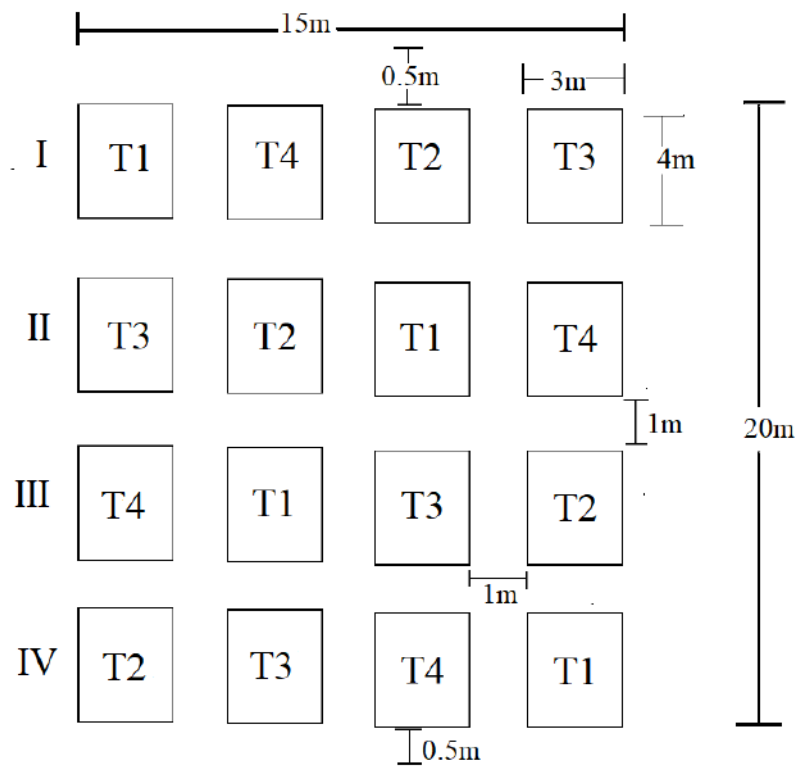 15m
0.5m
3m
I T1 T4 T2 T3 4m
II T3 T2 T1 T4
1m
20m
III T4 T1 T3 T2
1m
IV T2 T3 T4 T1
0.5m